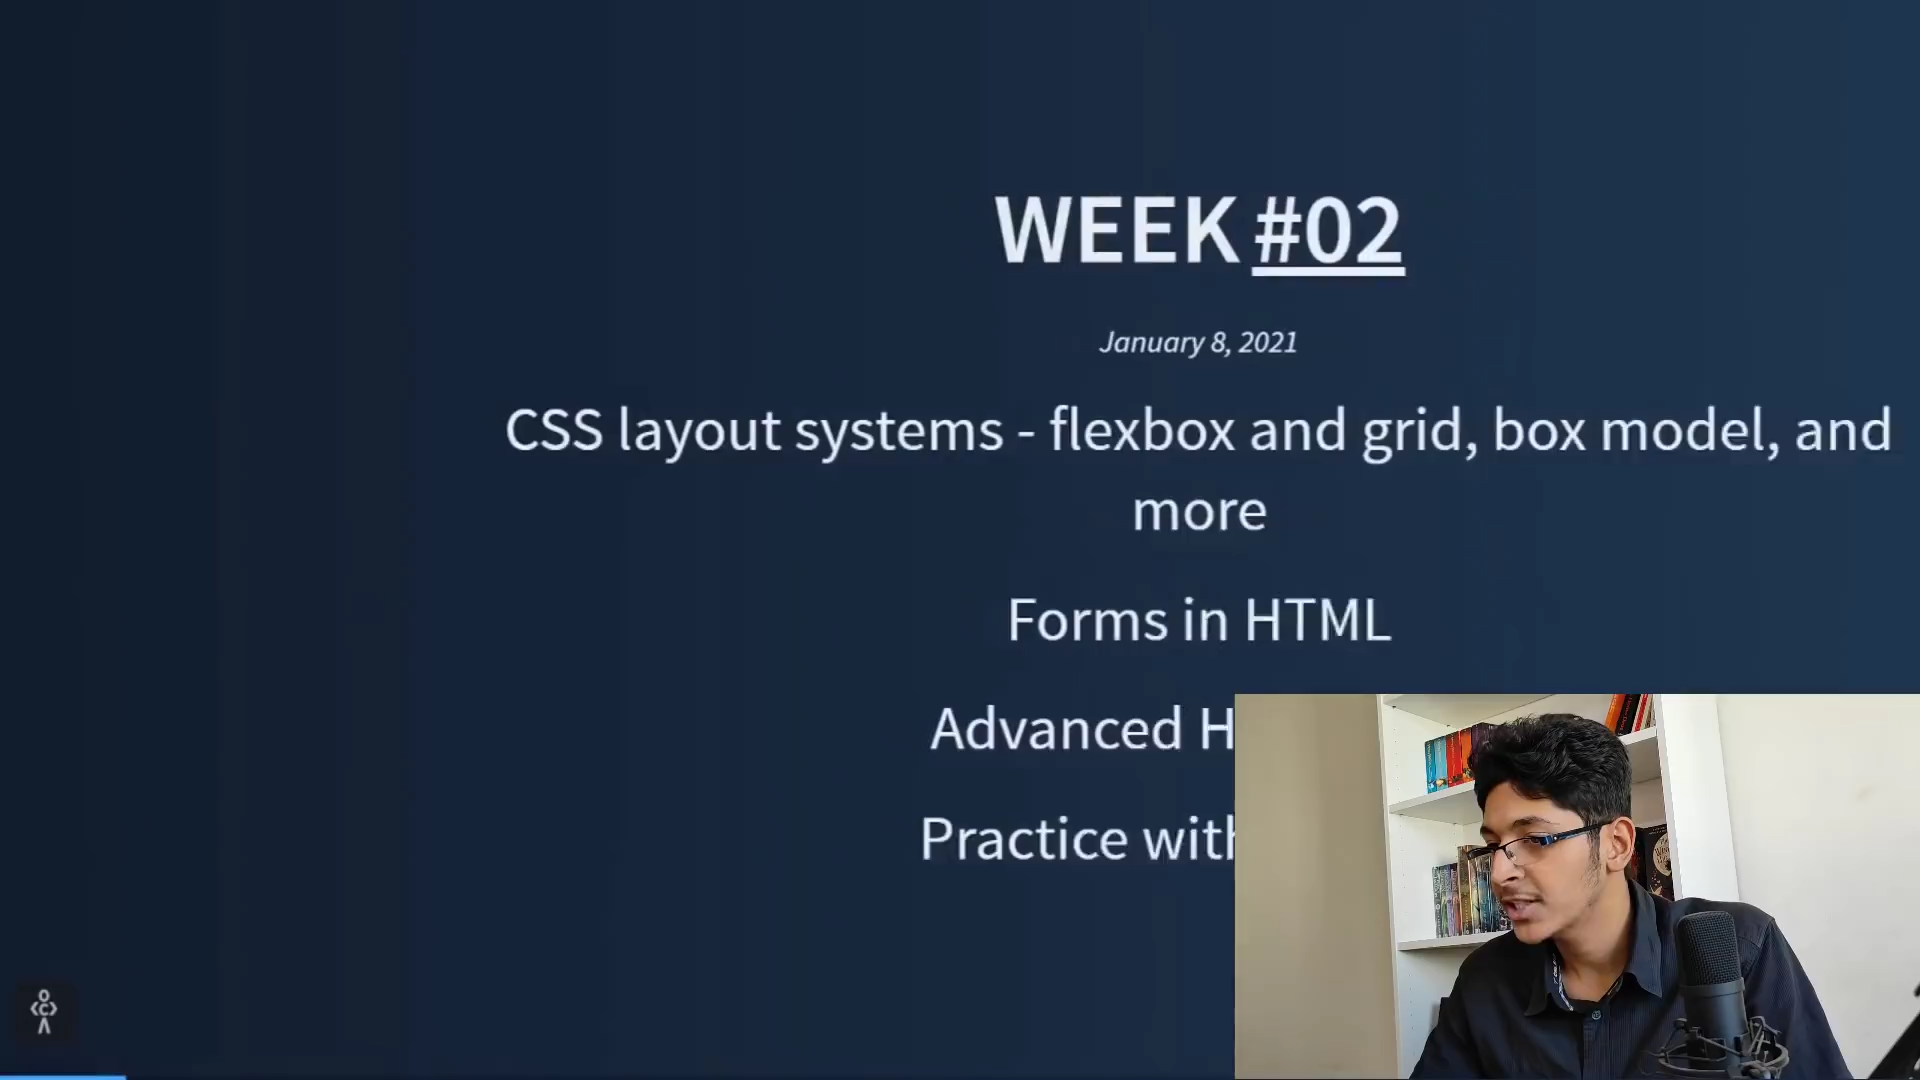 WEEK #02
January 8, 2021
CSS layout systems - flexbox and grid, box model, and
more
Forms in HTML
Advanced H
Practice with